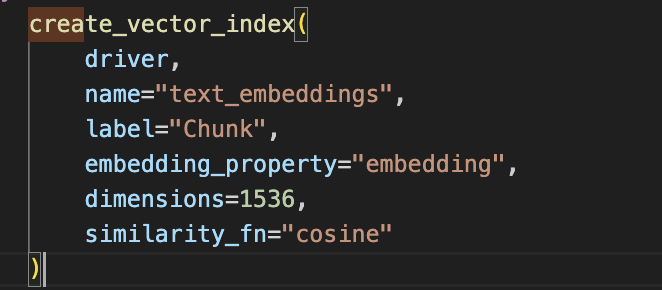 create_vector_index(
    driver,
    name="text_embeddings",
    label="Chunk",
    embedding_property="embedding",
    dimensions=1536,
    similarity_fn="cosine"
)